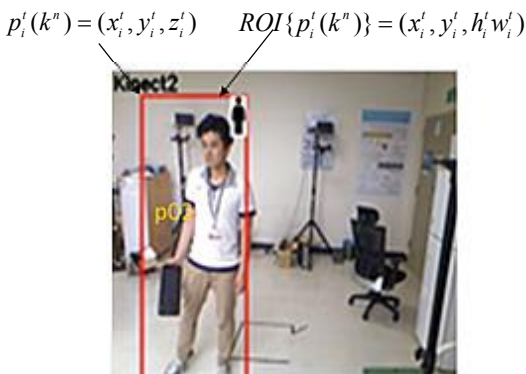 p_i^t(k^n) = (x_i^t, y_i^t, z_i^t)    ROI{p_i^t(k^n)} = (x_i^t, y_i^t, h_i^t w_i^t)
Kinect2
p02